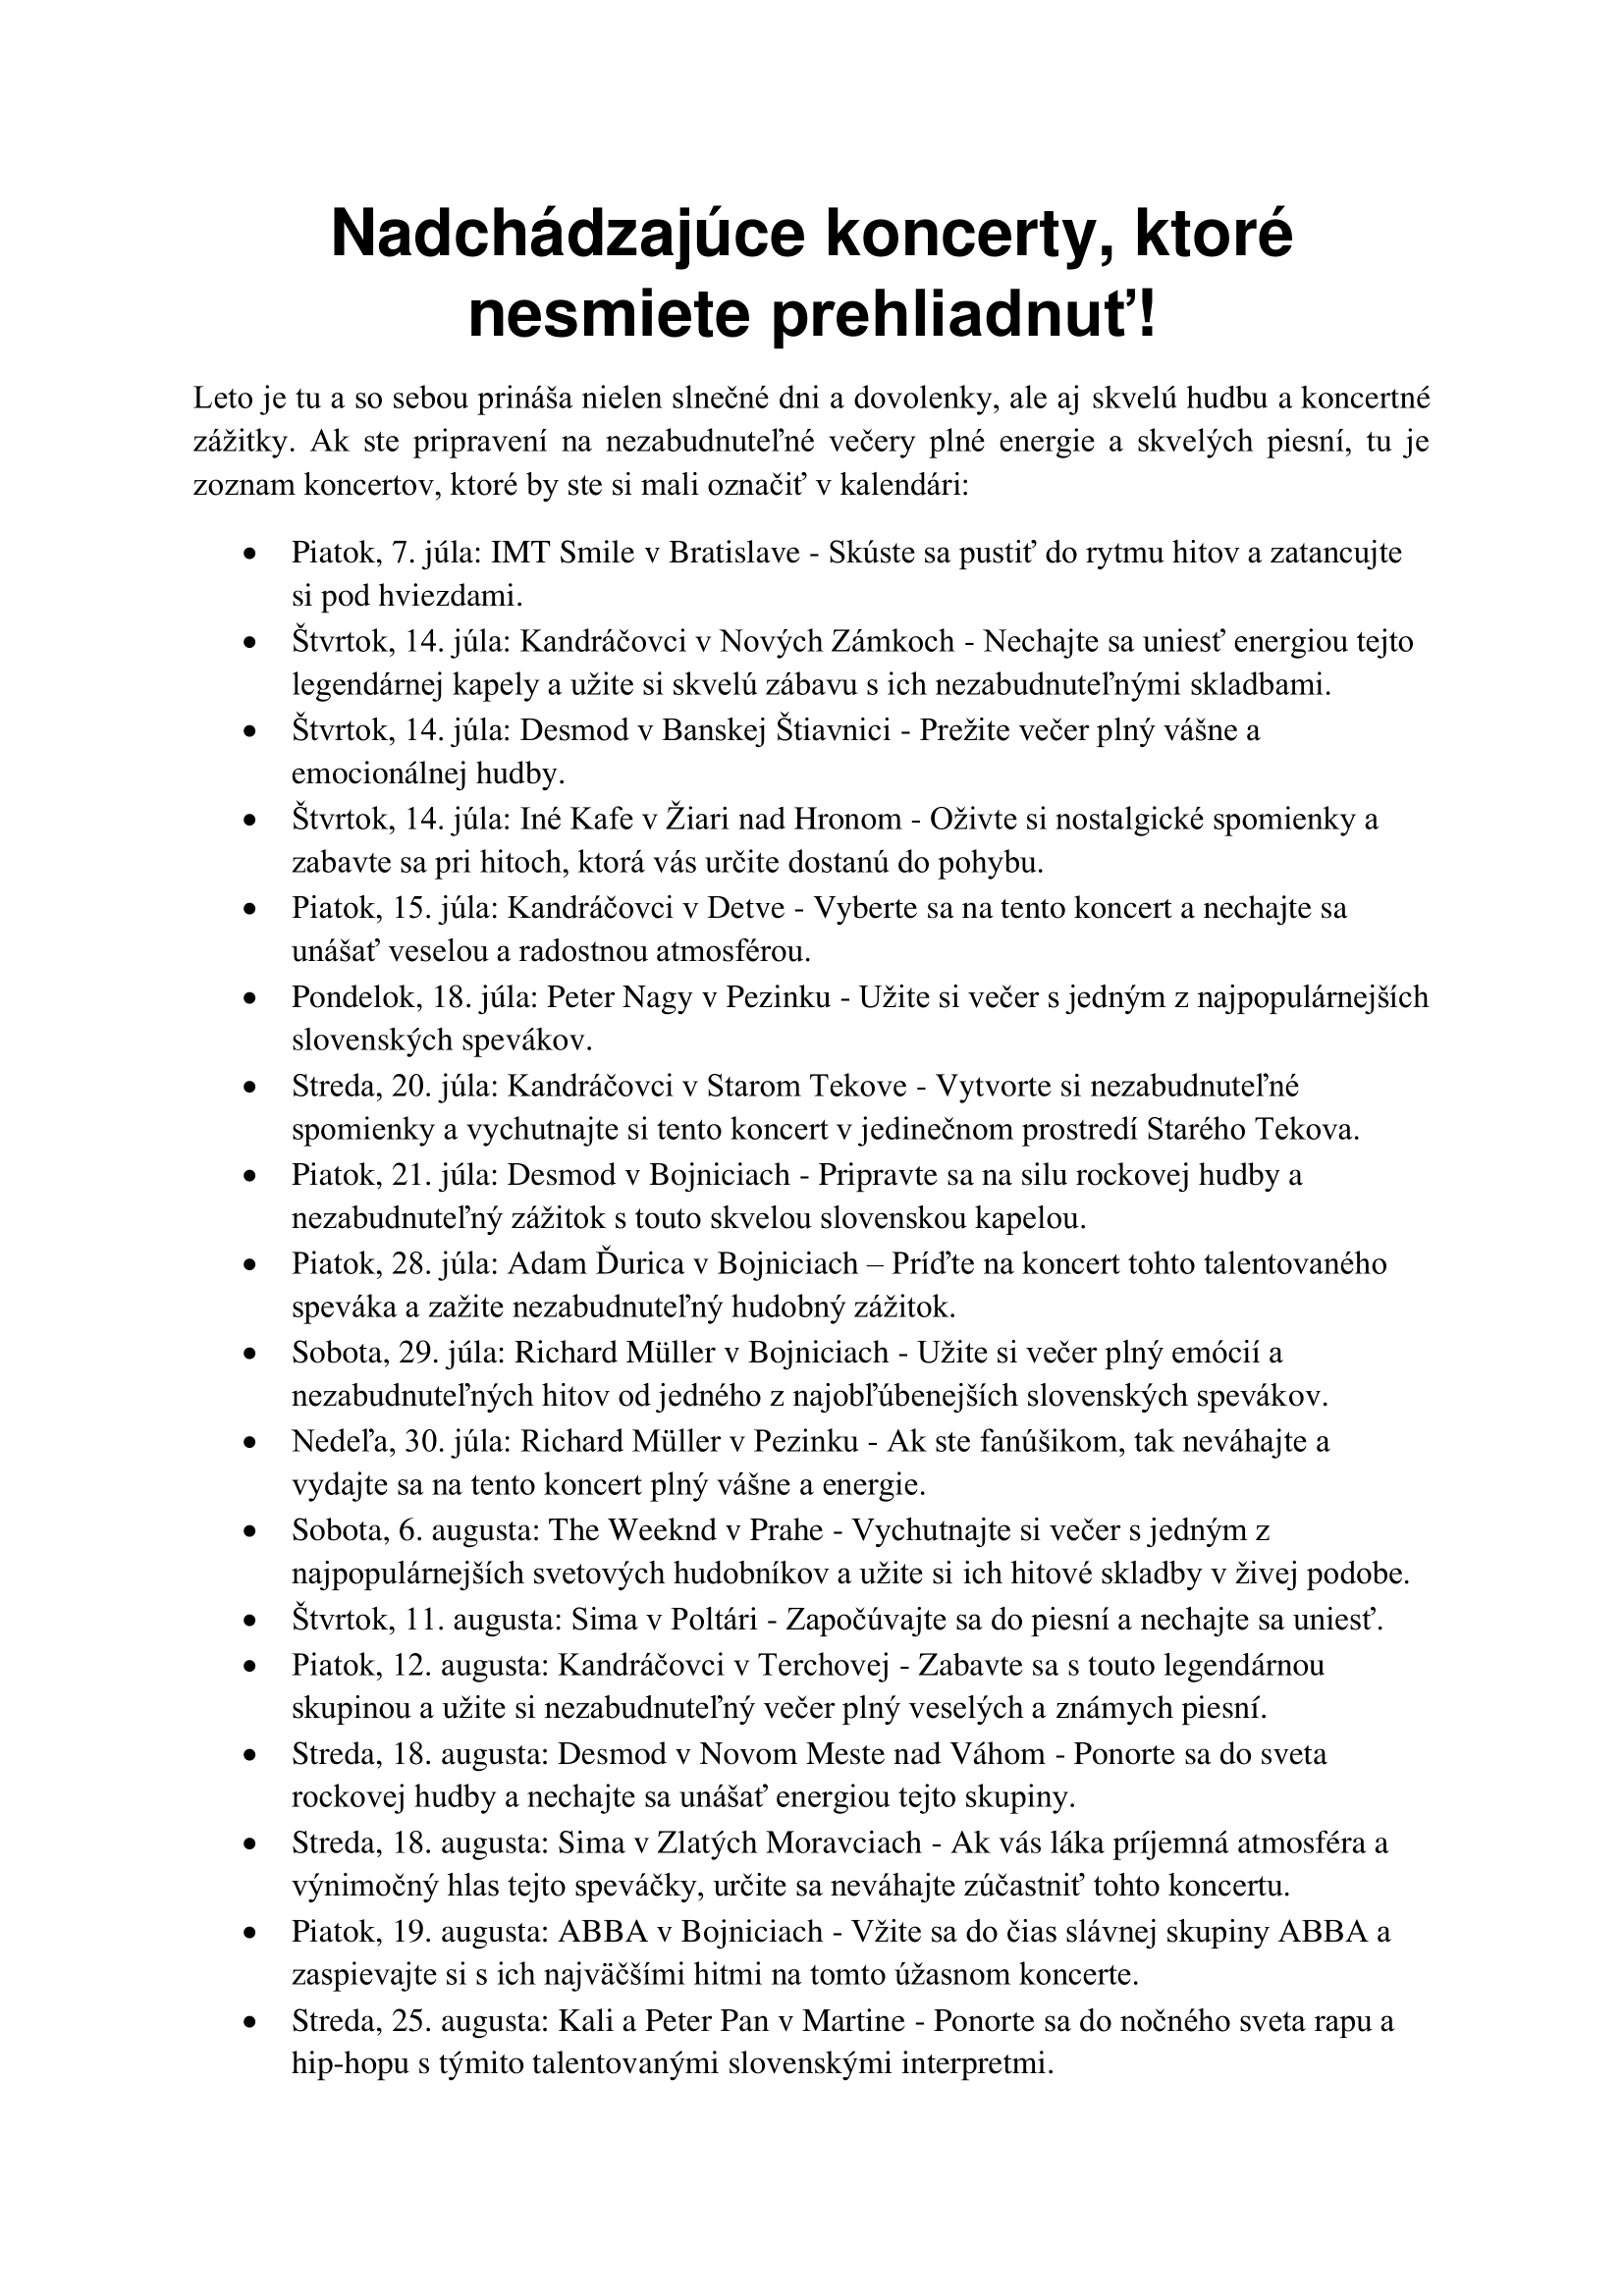 Nadchádzajúce koncerty, ktoré
nesmiete prehliadnuť!
Leto je tu a so sebou prináša nielen slnečné dni a dovolenky, ale aj skvelú hudbu a koncertné
zážitky. Ak ste pripravení na nezabudnuteľné večery plné energie a skvelých piesní, tu je
zoznam koncertov, ktoré by ste si mali označiť v kalendári:
• Piatok, 7. júla: IMT Smile v Bratislave - Skúste sa pustiť do rytmu hitov a zatancujte
si pod hviezdami.
• Štvrtok, 14. júla: Kandráčovci v Nových Zámkoch - Nechajte sa uniesť energiou tejto
legendárnej kapely a užite si skvelú zábavu s ich nezabudnuteľnými skladbami.
• Štvrtok, 14. júla: Desmod v Banskej Štiavnici - Prežite večer plný vášne a
emocionálnej hudby.
• Štvrtok, 14. júla: Iné Kafe v Žiari nad Hronom - Oživte si nostalgické spomienky a
zabavte sa pri hitoch, ktorá vás určite dostanú do pohybu.
• Piatok, 15. júla: Kandráčovci v Detve - Vyberte sa na tento koncert a nechajte sa
unášať veselou a radostnou atmosférou.
• Pondelok, 18. júla: Peter Nagy v Pezinku - Užite si večer s jedným z najpopulárnejších
slovenských spevákov.
• Streda, 20. júla: Kandráčovci v Starom Tekove - Vytvorte si nezabudnuteľné
spomienky a vychutnajte si tento koncert v jedinečnom prostredí Starého Tekova.
• Piatok, 21. júla: Desmod v Bojniciach - Pripravte sa na silu rockovej hudby a
nezabudnuteľný zážitok s touto skvelou slovenskou kapelou.
• Piatok, 28. júla: Adam Ďurica v Bojniciach – Príďte na koncert tohto talentovaného
speváka a zažite nezabudnuteľný hudobný zážitok.
• Sobota, 29. júla: Richard Müller v Bojniciach - Užite si večer plný emócií a
nezabudnuteľných hitov od jedného z najobľúbenejších slovenských spevákov.
• Nedeľa, 30. júla: Richard Müller v Pezinku - Ak ste fanúšikom, tak neváhajte a
vydajte sa na tento koncert plný vášne a energie.
• Sobota, 6. augusta: The Weeknd v Prahe - Vychutnajte si večer s jedným z
najpopulárnejších svetových hudobníkov a užite si ich hitové skladby v živej podobe.
• Štvrtok, 11. augusta: Sima v Poltári - Započúvajte sa do piesní a nechajte sa uniesť.
• Piatok, 12. augusta: Kandráčovci v Terchovej - Zabavte sa s touto legendárnou
skupinou a užite si nezabudnuteľný večer plný veselých a známych piesní.
• Streda, 18. augusta: Desmod v Novom Meste nad Váhom - Ponorte sa do sveta
rockovej hudby a nechajte sa unášať energiou tejto skupiny.
• Streda, 18. augusta: Sima v Zlatých Moravciach - Ak vás láka príjemná atmosféra a
výnimočný hlas tejto speváčky, určite sa neváhajte zúčastniť tohto koncertu.
• Piatok, 19. augusta: ABBA v Bojniciach - Vžite sa do čias slávnej skupiny ABBA a
zaspievajte si s ich najväčšími hitmi na tomto úžasnom koncerte.
• Streda, 25. augusta: Kali a Peter Pan v Martine - Ponorte sa do nočného sveta rapu a
hip-hopu s týmito talentovanými slovenskými interpretmi.